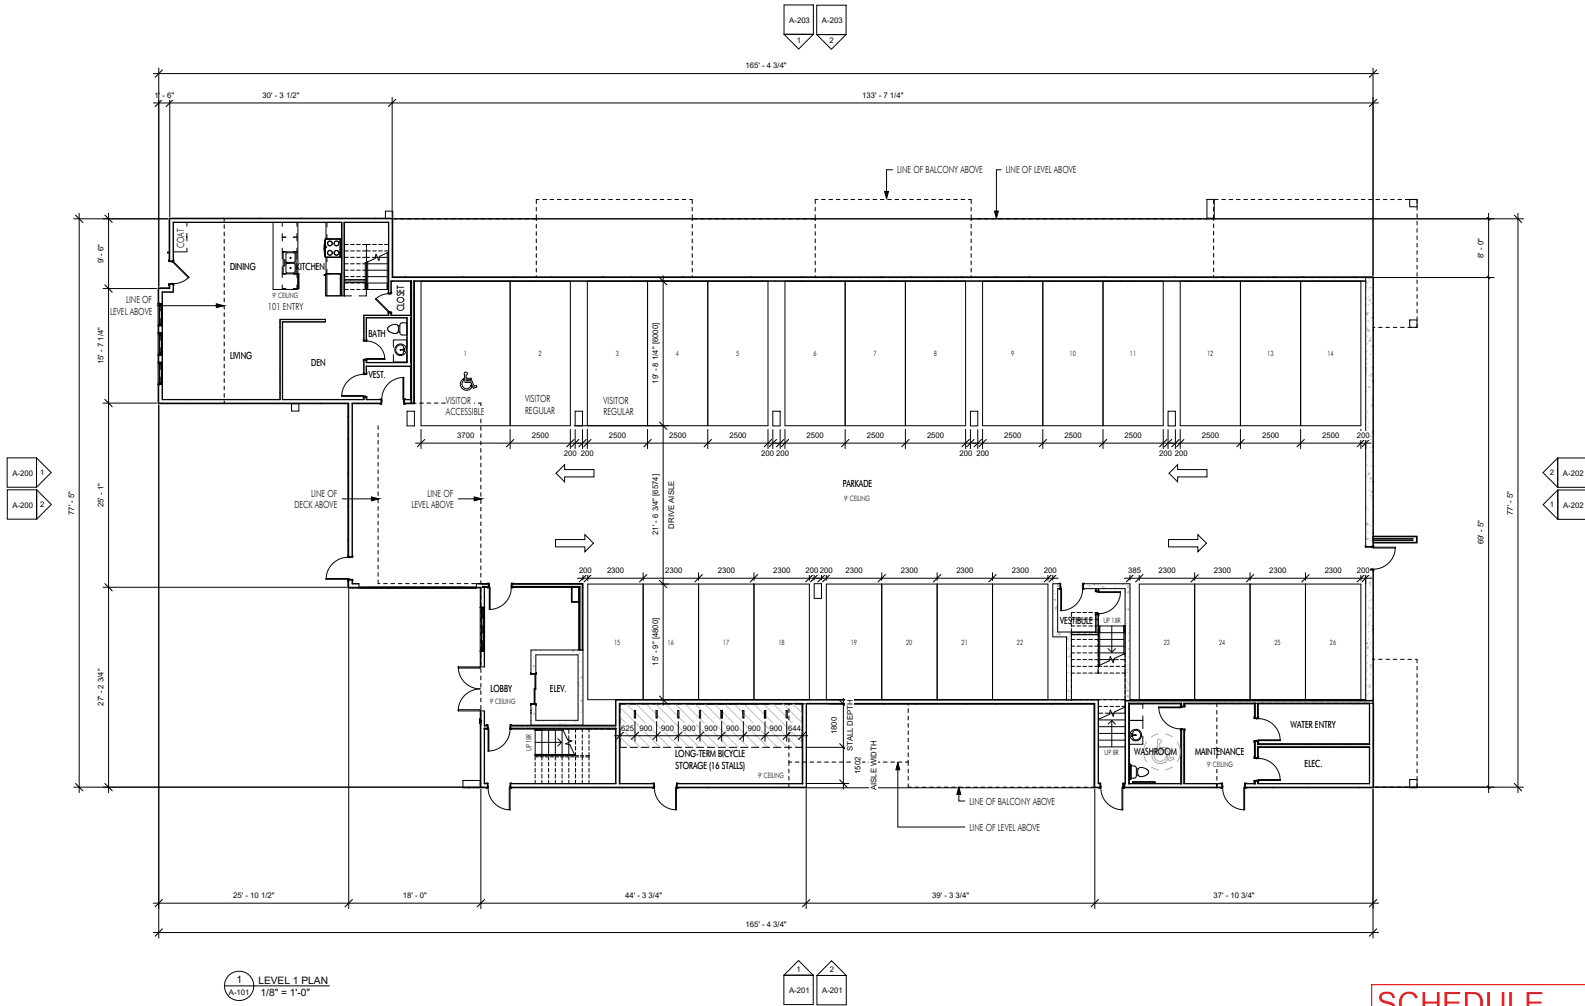 A-203 A-203
1 2
165' - 4 3/4"
1' - 6" 30' - 3 1/2" 133' - 7 1/4"
LINE OF BALCONY ABOVE LINE OF LEVEL ABOVE
COAT
DINING KITCHEN
9' CEILING
101 ENTRY
LINE OF
LEVEL ABOVE
CLOSET
BATH
LIVING DEN
VEST.
9' - 6"
15' - 7 1/4"
25' - 1"
27' - 2 3/4"
77' - 5"
8' - 0"
69' - 5"
77' - 5"
1 2 3 4 5 6 7 8 9 10 11 12 13 14
19' - 8 1/4" [6000]
VISITOR
ACCESSIBLE
VISITOR
REGULAR
VISITOR
REGULAR
3700 2500 2500 2500 2500 2500 2500 2500 2500 2500 2500 2500 2500 2500 200
200 200 200 200 200 200 200 200
A-200 1
A-200 2
2 A-202
1 A-202
LINE OF
DECK ABOVE
LINE OF
LEVEL ABOVE
21' - 6 3/4" [6574]
DRIVE AISLE
PARKADE
9' CEILING
200 2300 2300 2300 2300 200 200 2300 2300 2300 2300 200 385 2300 2300 2300 2300 200
15 16 17 18 19 20 21 22 23 24 25 26
15' - 9" [4800]
VESTIBULE UP 18R
LOBBY
9' CEILING
ELEV.
UP 18R
625 900 900 900 900 900 900 900 644
LONG-TERM BICYCLE
STORAGE (16 STALLS)
9' CEILING
1800
STALL DEPTH
1502
AISLE WIDTH
UP 8R
WASHROOM MAINTENANCE
9' CEILING
WATER ENTRY
ELEC.
LINE OF BALCONY ABOVE
LINE OF LEVEL ABOVE
25' - 10 1/2" 18' - 0" 44' - 3 3/4" 39' - 3 3/4" 37' - 10 3/4"
165' - 4 3/4"
1 LEVEL 1 PLAN
A-101 1/8" = 1'-0"
1 2
A-201 A-201
SCHEDULE